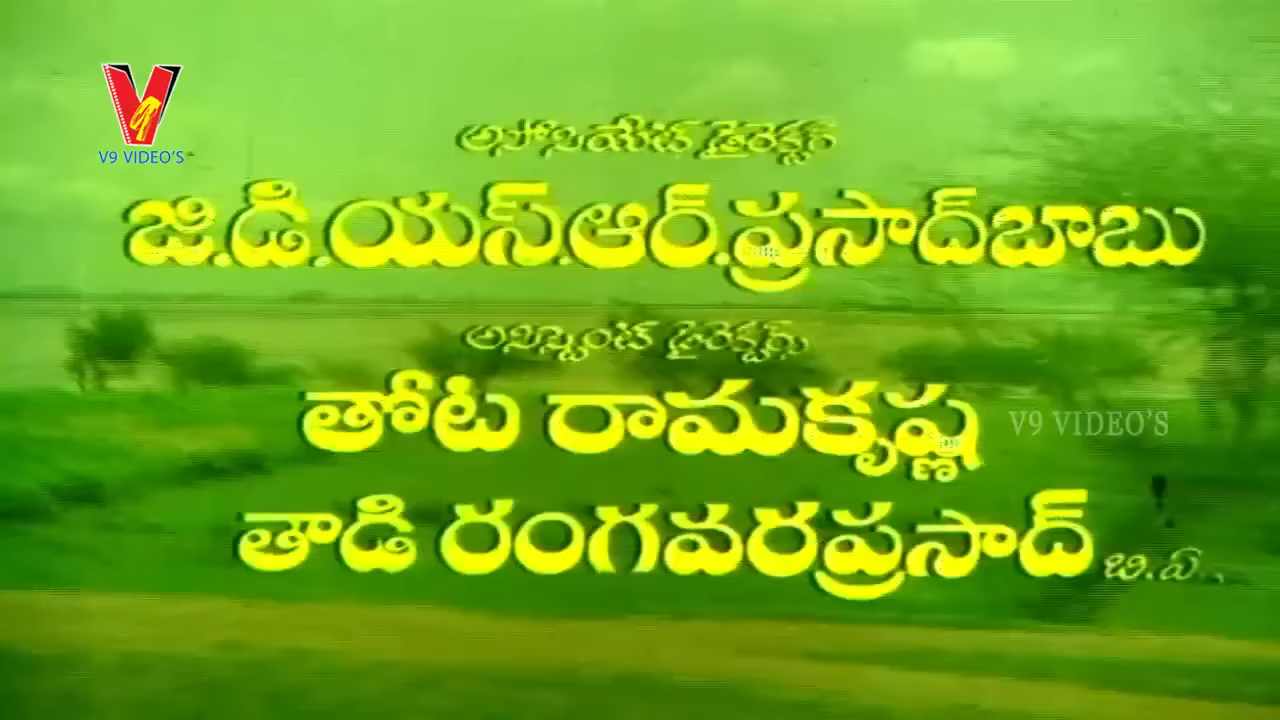 V9 VIDEO'S
అసోసియేట్ డైరెక్టర్
జి.డి.యస్.ఆర్.ప్రసాద్‌బాబు
అసిస్టెంట్ డైరెక్టర్స్
తోట రామకృష్ణ
V9 VIDEO'S
తాడి రంగవరప్రసాద్ బి.ఏ.,